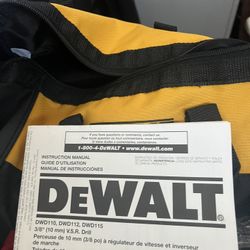 If you have questions or comments, contact us.
1-800-4-DeWALT • www.dewalt.com
INSTRUCTION MANUAL
GUIDE D'UTILISATION
MANUAL DE INSTRUCCIONES
DEWALT
DWD110, DWD112, DWD115
3/8" (10 mm) V.S.R. Drill
Perceuse de 10 mm (3/8 po) à régulateur de vitesse et inverseur
de marche